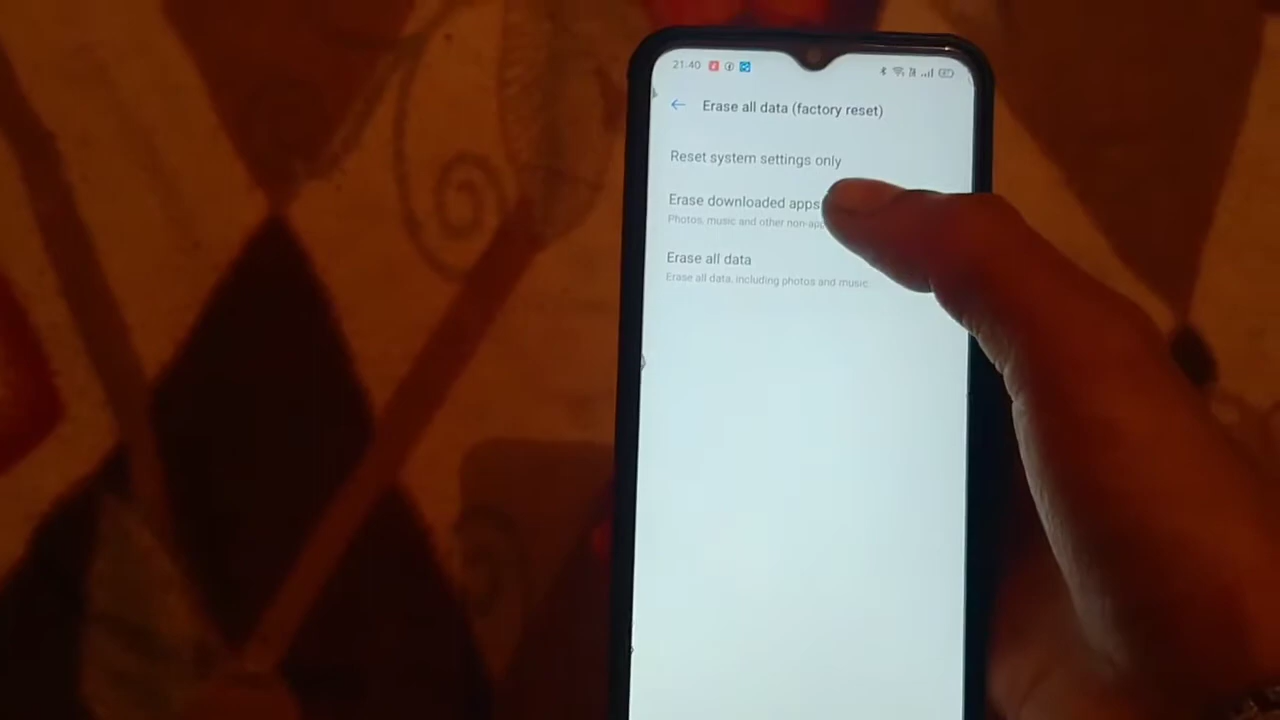 21:40
Erase all data (factory reset)
Reset system settings only
Erase downloaded apps
Photos, music and other non-app
Erase all data
Erase all data, including photos and music.